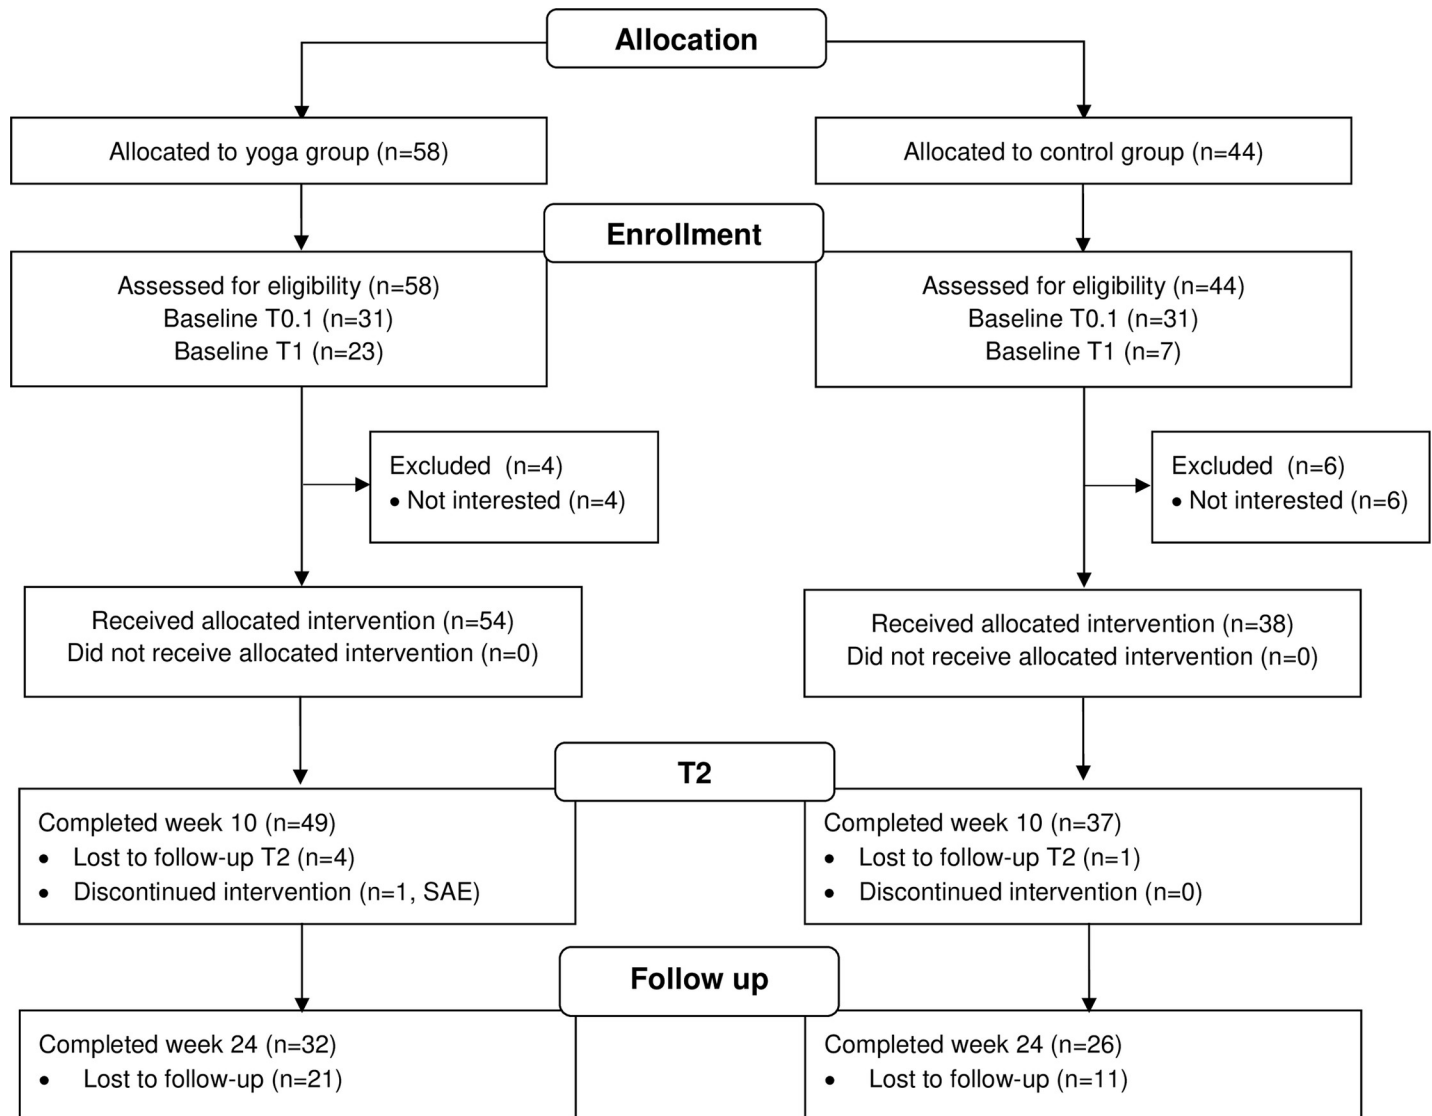 Allocation
Allocated to yoga group (n=58)
Allocated to control group (n=44)
Enrollment
Assessed for eligibility (n=58)
Baseline T0.1 (n=31)
Baseline T1 (n=23)
Assessed for eligibility (n=44)
Baseline T0.1 (n=31)
Baseline T1 (n=7)
Excluded (n=4)
• Not interested (n=4)
Excluded (n=6)
• Not interested (n=6)
Received allocated intervention (n=54)
Did not receive allocated intervention (n=0)
Received allocated intervention (n=38)
Did not receive allocated intervention (n=0)
T2
Completed week 10 (n=49)
• Lost to follow-up T2 (n=4)
• Discontinued intervention (n=1, SAE)
Completed week 10 (n=37)
• Lost to follow-up T2 (n=1)
• Discontinued intervention (n=0)
Follow up
Completed week 24 (n=32)
• Lost to follow-up (n=21)
Completed week 24 (n=26)
• Lost to follow-up (n=11)